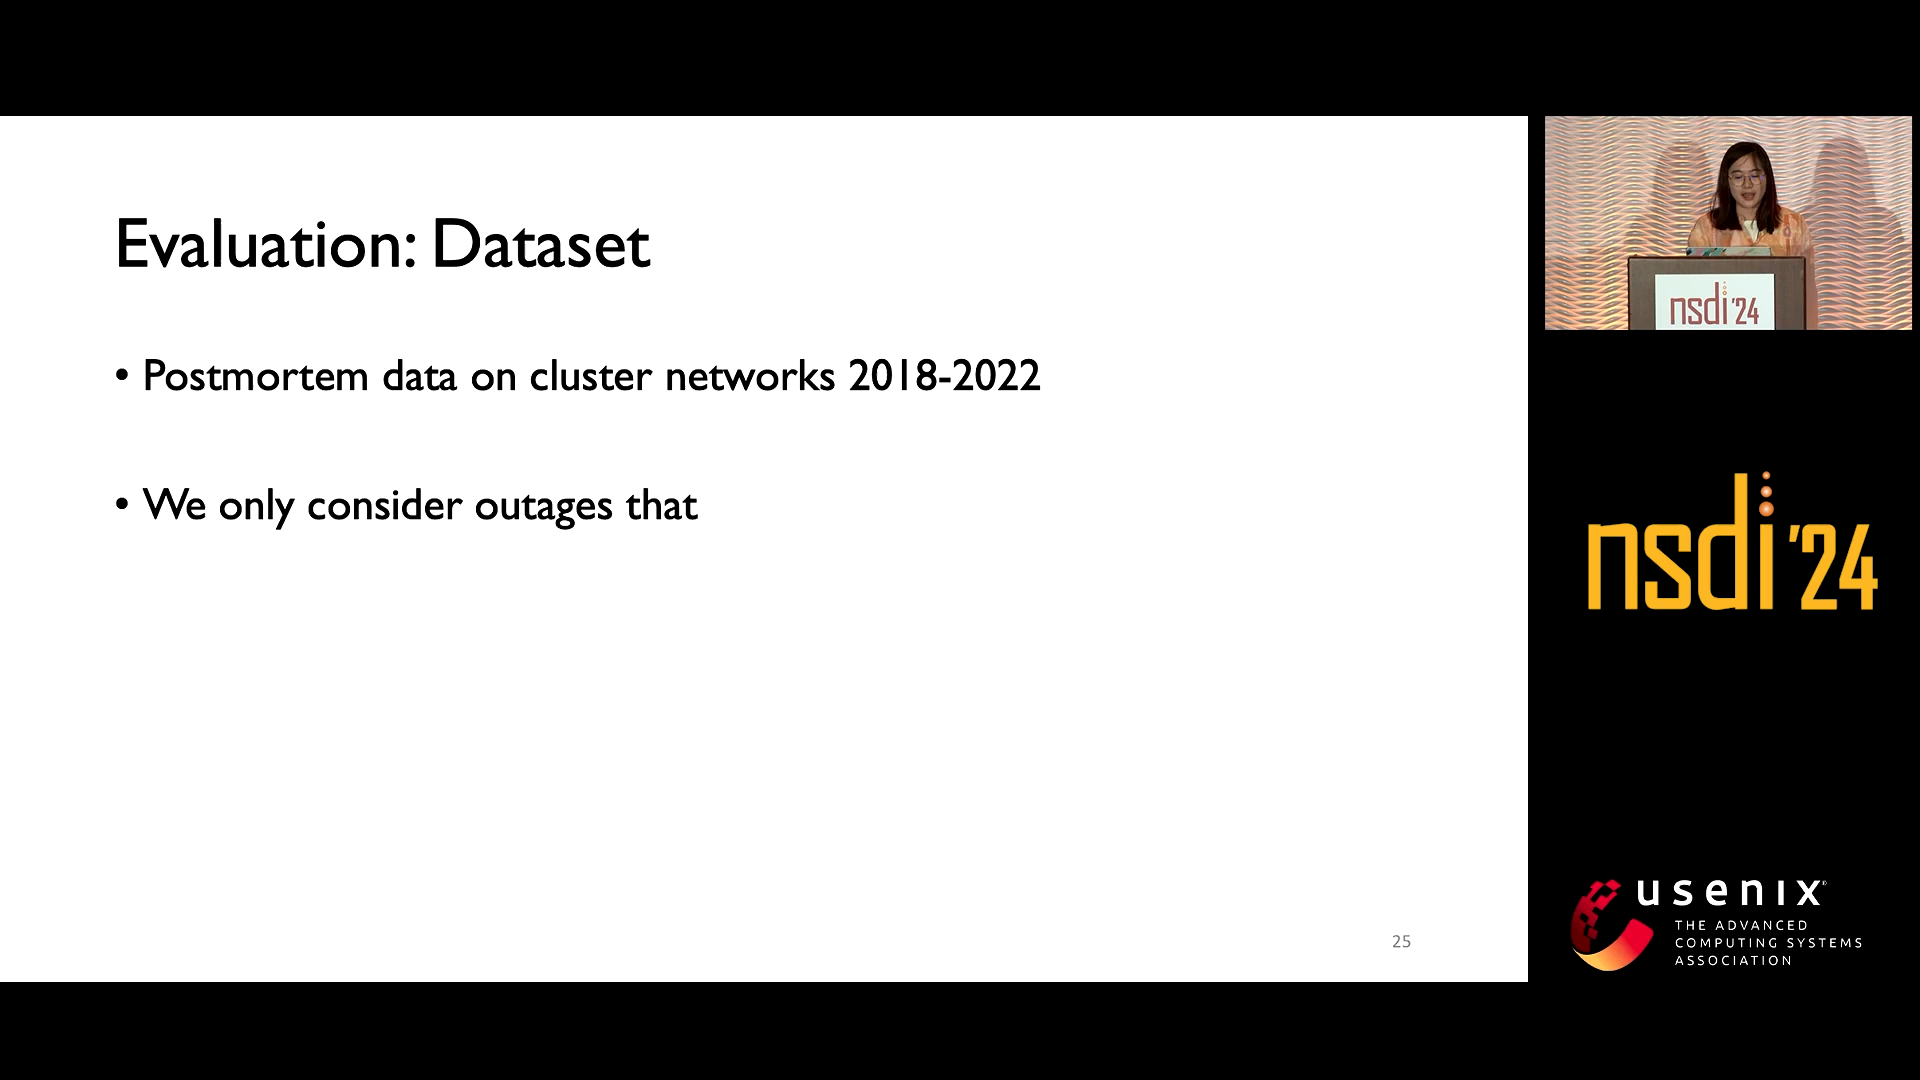 Evaluation: Dataset
• Postmortem data on cluster networks 2018-2022
• We only consider outages that
25
nsdi'24
nsdi'24
usenix®
THE ADVANCED
COMPUTING SYSTEMS
ASSOCIATION